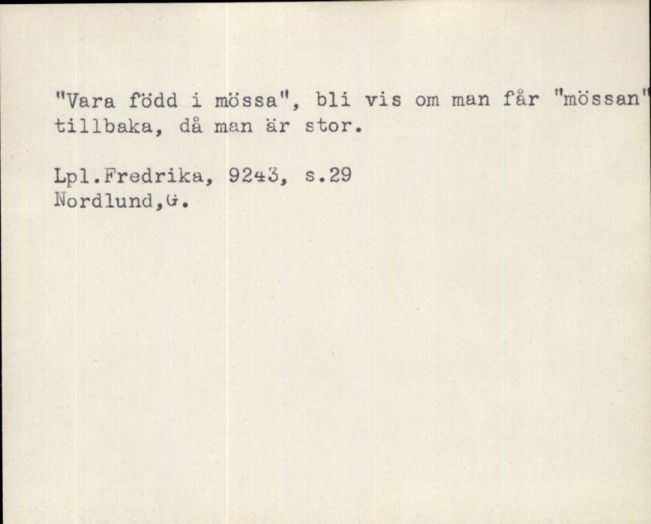 "Vara född i mössa", bli vis om man får "mössan"
tillbaka, då man är stor.
Lpl.Fredrika, 9243, s.29
Nordlund,G.